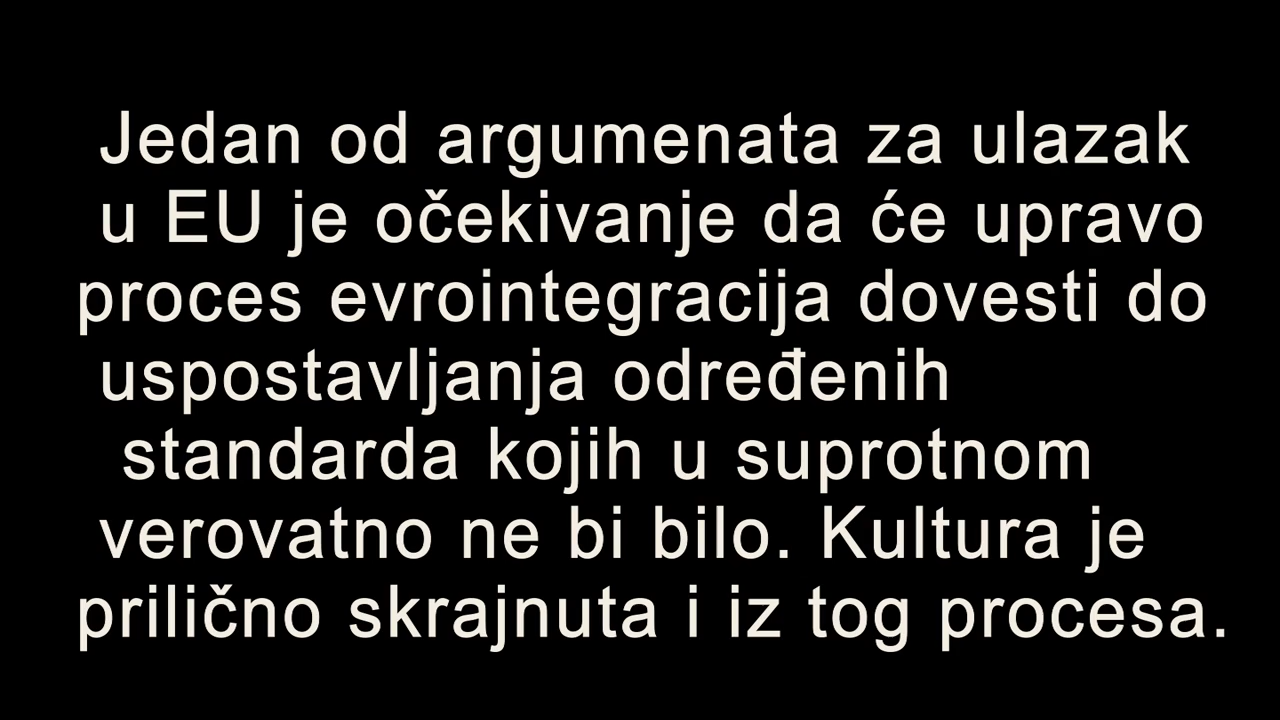 Jedan od argumenata za ulazak
u EU je očekivanje da će upravo
proces evrointegracija dovesti do
uspostavljanja određenih
standarda kojih u suprotnom
verovatno ne bi bilo. Kultura je
prilično skrajnuta i iz tog procesa.